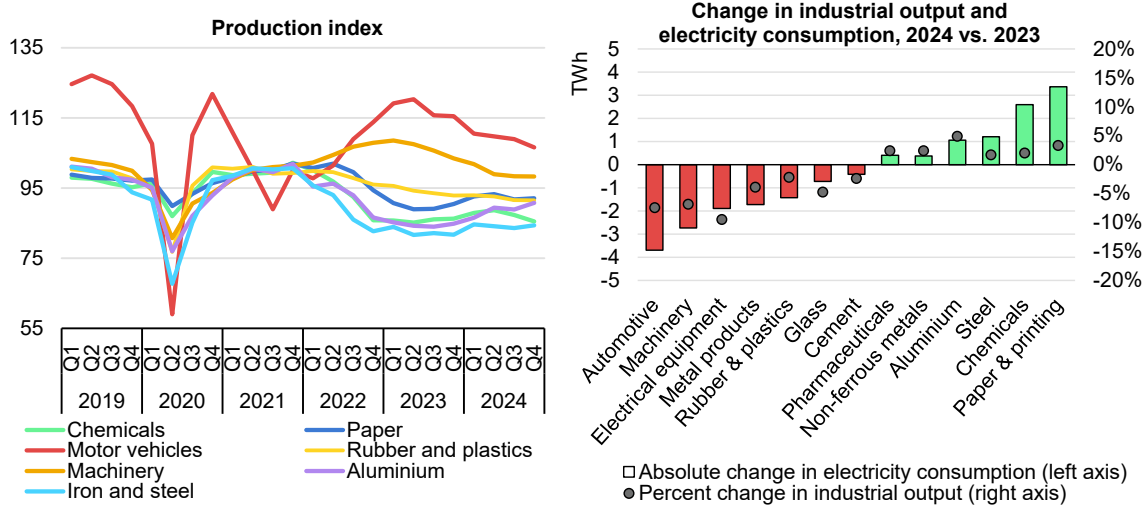 Production index
135
115
95
75
55
Q1 Q2 Q3 Q4 Q1 Q2 Q3 Q4 Q1 Q2 Q3 Q4 Q1 Q2 Q3 Q4 Q1 Q2 Q3 Q4 Q1 Q2 Q3 Q4
2019 2020 2021 2022 2023 2024
Chemicals Paper
Motor vehicles Rubber and plastics
Machinery Aluminium
Iron and steel
Change in industrial output and
electricity consumption, 2024 vs. 2023
TWh
5 20%
4 15%
3 10%
2 5%
1 0%
0 -5%
-1 -10%
-2 -15%
-3 -20%
-4
-5
Automotive
Machinery
Electrical equipment
Metal products
Rubber & plastics
Glass
Cement
Pharmaceuticals
Non-ferrous metals
Aluminium
Steel
Chemicals
Paper & printing
Absolute change in electricity consumption (left axis)
Percent change in industrial output (right axis)